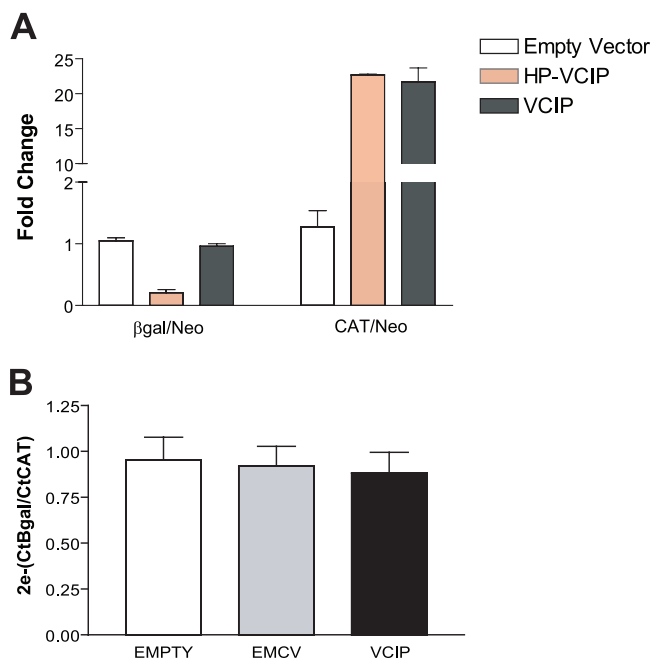 A
Fold Change
25
20
15
10
2
1
0
βgal/Neo
CAT/Neo
Empty Vector
HP-VCIP
VCIP
B
2e-(CtBgal/CtCAT)
1.25
1.00
0.75
0.50
0.25
0.00
EMPTY
EMCV
VCIP